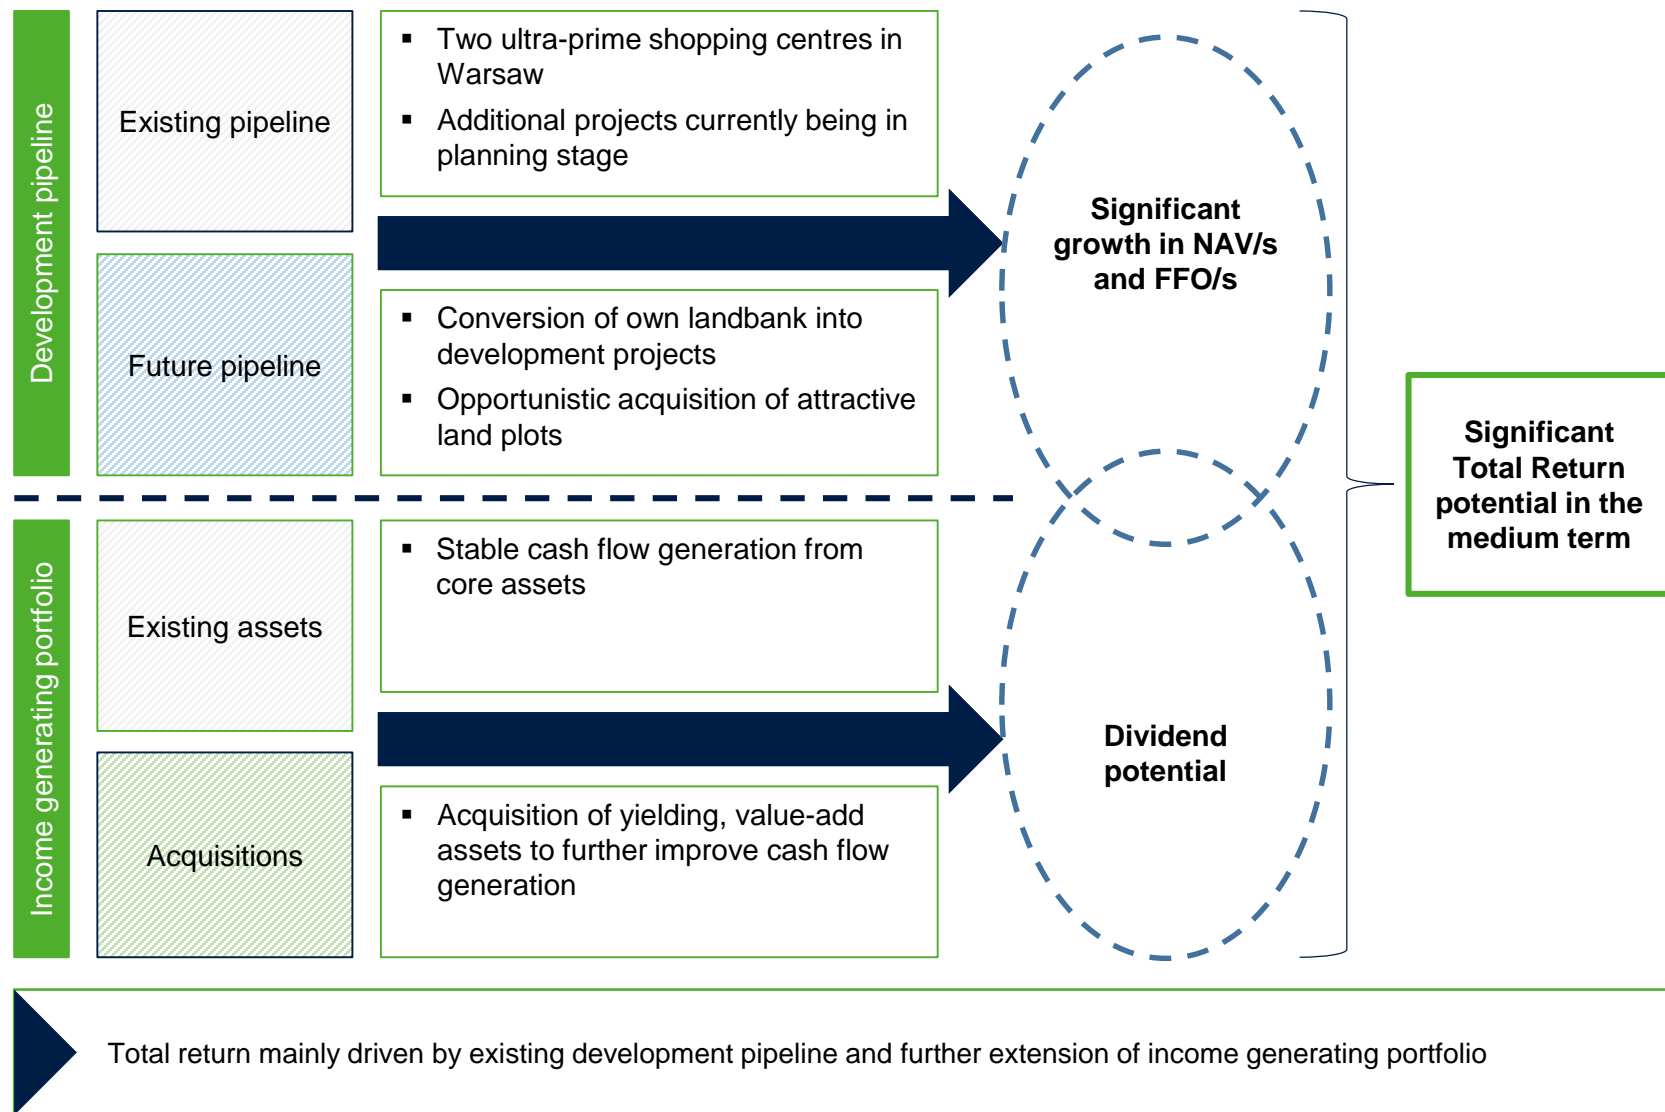 Development pipeline
Existing pipeline
▪ Two ultra-prime shopping centres in
Warsaw
▪ Additional projects currently being in
planning stage
Future pipeline
▪ Conversion of own landbank into
development projects
▪ Opportunistic acquisition of attractive
land plots
Significant
growth in NAV/s
and FFO/s
Income generating portfolio
Existing assets
▪ Stable cash flow generation from
core assets
Acquisitions
▪ Acquisition of yielding, value-add
assets to further improve cash flow
generation
Dividend
potential
Significant
Total Return
potential in the
medium term
Total return mainly driven by existing development pipeline and further extension of income generating portfolio